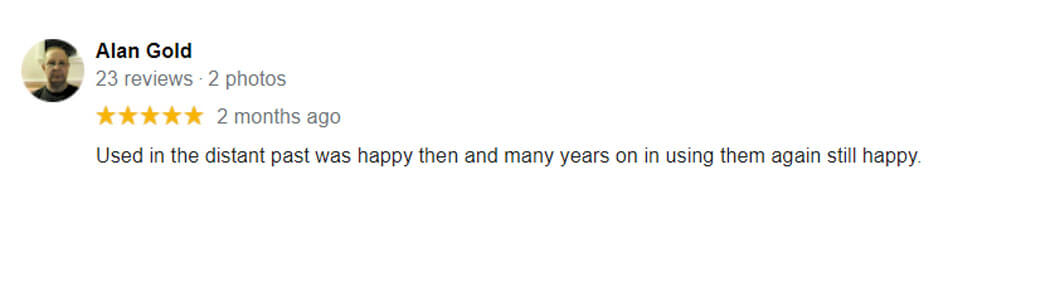 Alan Gold
23 reviews · 2 photos
2 months ago
Used in the distant past was happy then and many years on in using them again still happy.